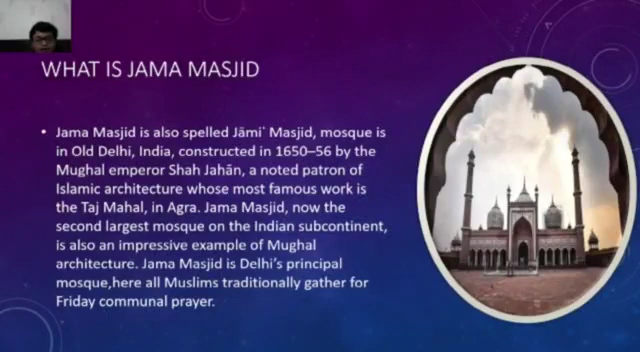 WHAT IS JAMA MASJID
• Jama Masjid is also spelled Jāmiʿ Masjid, mosque is
in Old Delhi, India, constructed in 1650–56 by the
Mughal emperor Shah Jahān, a noted patron of
Islamic architecture whose most famous work is
the Taj Mahal, in Agra. Jama Masjid, now the
second largest mosque on the Indian subcontinent,
is also an impressive example of Mughal
architecture. Jama Masjid is Delhi's principal
mosque,here all Muslims traditionally gather for
Friday communal prayer.